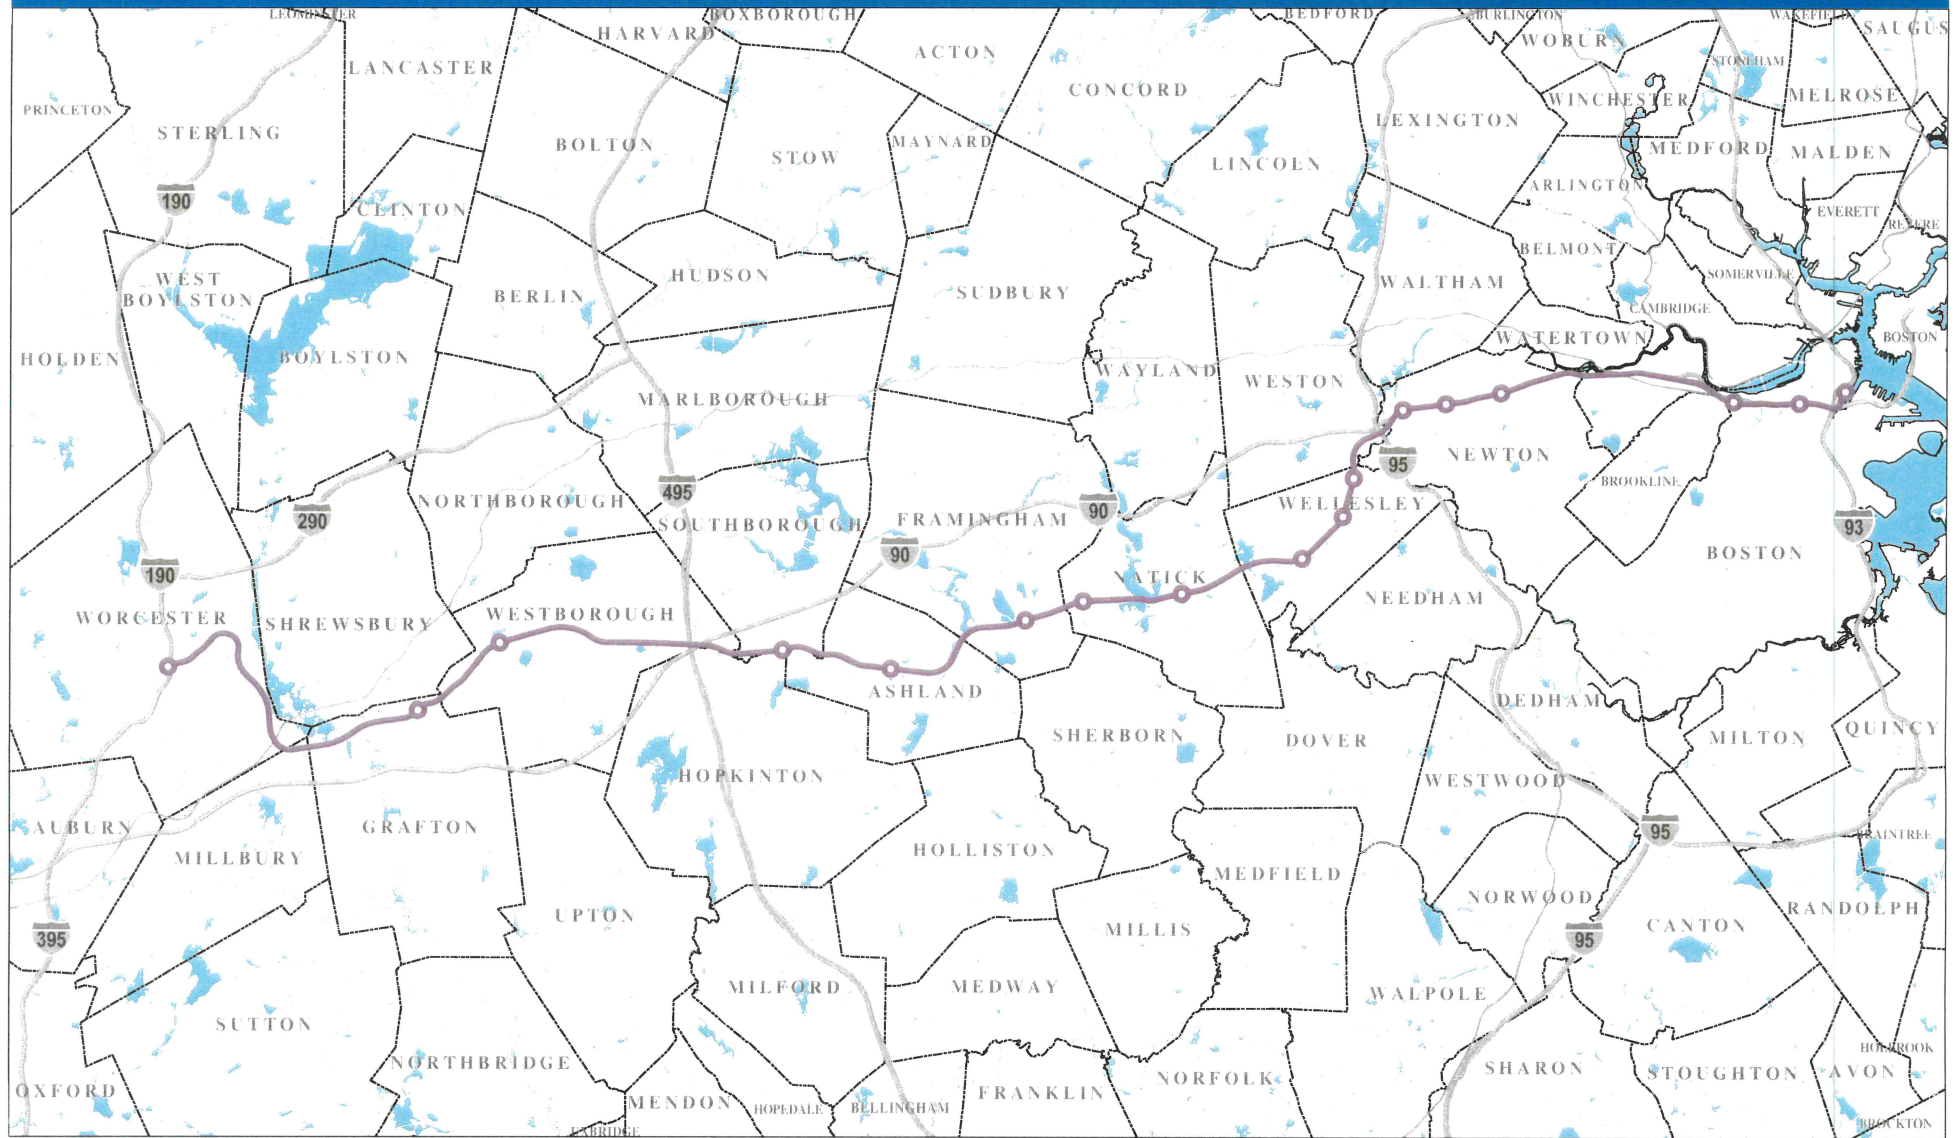 LEOMINSTER
BOXBOROUGH
BEDFORD
BURLINGTON
WAKEFIELD
SAUGUS
HARVARD
WOBURN
ACTON
STONEHAM
LANCASTER
CONCORD
MELROSE
WINCHESTER
PRINCETON
LEXINGTON
STERLING
BOLTON
MAYNARD
STOW
MEDFORD
MALDEN
LINCOLN
ARLINGTON
190
CLINTON
EVERETT
REVERE
BELMONT
HUDSON
SOMERVILLE
WEST
BOYLSTON
WALTHAM
SUDBURY
BERLIN
CAMBRIDGE
WATERTOWN
BOSTON
HOLDEN
BOYLSTON
WAYLAND
WESTON
MARLBOROUGH
NEWTON
95
BROOKLINE
495
NORTHBOROUGH
WELLESLEY
90
290
FRAMINGHAM
SOUTHBOROUGH
93
90
BOSTON
190
NATICK
NEEDHAM
WESTBOROUGH
WORCESTER
SHREWSBURY
ASHLAND
DEDHAM
QUINCY
SHERBORN
MILTON
DOVER
HOPKINTON
WESTWOOD
AUBURN
GRAFTON
95
BRAINTREE
HOLLISTON
MILLBURY
MEDFIELD
NORWOOD
RANDOLPH
UPTON
CANTON
MILLIS
395
95
MILFORD
MEDWAY
WALPOLE
SUTTON
HOLBROOK
NORTHBRIDGE
SHARON
STOUGHTON
AVON
NORFOLK
OXFORD
FRANKLIN
MENDON
HOPEDALE
BELLINGHAM
BROCKTON
UXBRIDGE